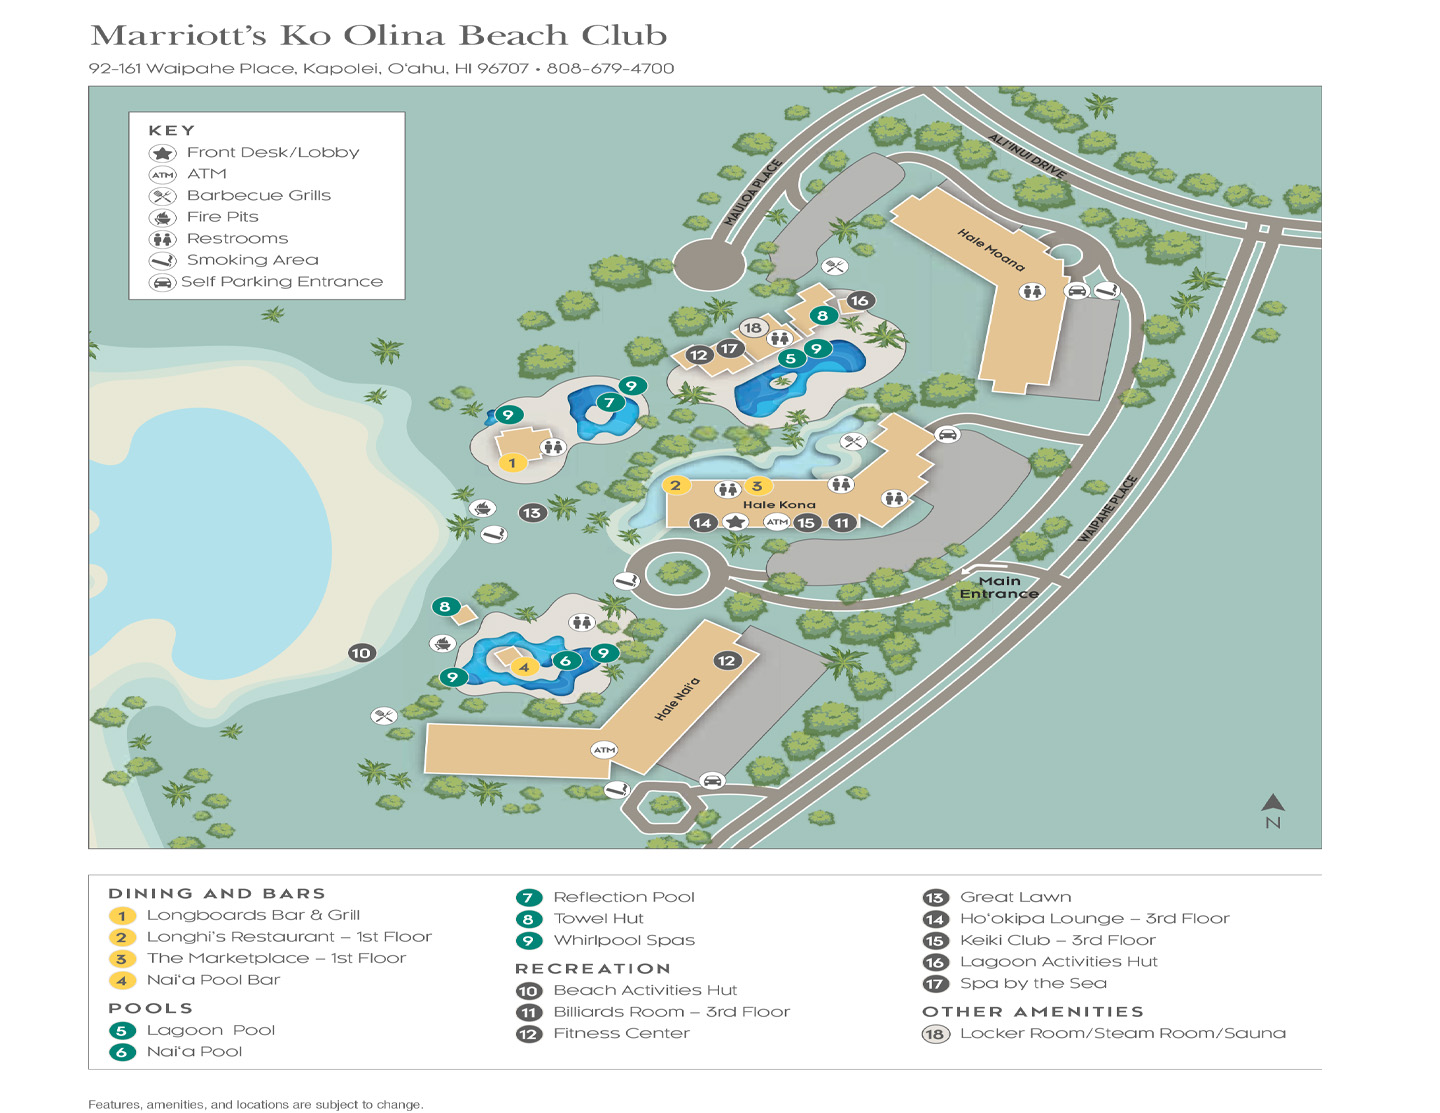 Marriott's Ko Olina Beach Club
92-161 Waipahe Place, Kapolei, Oʻahu, HI 96707 • 808-679-4700
KEY
Front Desk/Lobby
ATM ATM
Barbecue Grills
Fire Pits
Restrooms
Smoking Area
Self Parking Entrance
MAULOA PLACE
ALI'INUI DRIVE
Hale Moana
16
8
18
12
17
9
5
9
7
9
1
2
3
Hale Kona
14
ATM
15
11
13
WAIPAHE PLACE
Main
Entrance
8
10
9
6
4
9
12
Hale Nai'a
ATM
N
DINING AND BARS
1 Longboards Bar & Grill
2 Longhi's Restaurant – 1st Floor
3 The Marketplace – 1st Floor
4 Nai'a Pool Bar
POOLS
5 Lagoon Pool
6 Nai'a Pool
7 Reflection Pool
8 Towel Hut
9 Whirlpool Spas
RECREATION
10 Beach Activities Hut
11 Billiards Room – 3rd Floor
12 Fitness Center
13 Great Lawn
14 Hoʻokipa Lounge – 3rd Floor
15 Keiki Club – 3rd Floor
16 Lagoon Activities Hut
17 Spa by the Sea
OTHER AMENITIES
18 Locker Room/Steam Room/Sauna
Features, amenities, and locations are subject to change.